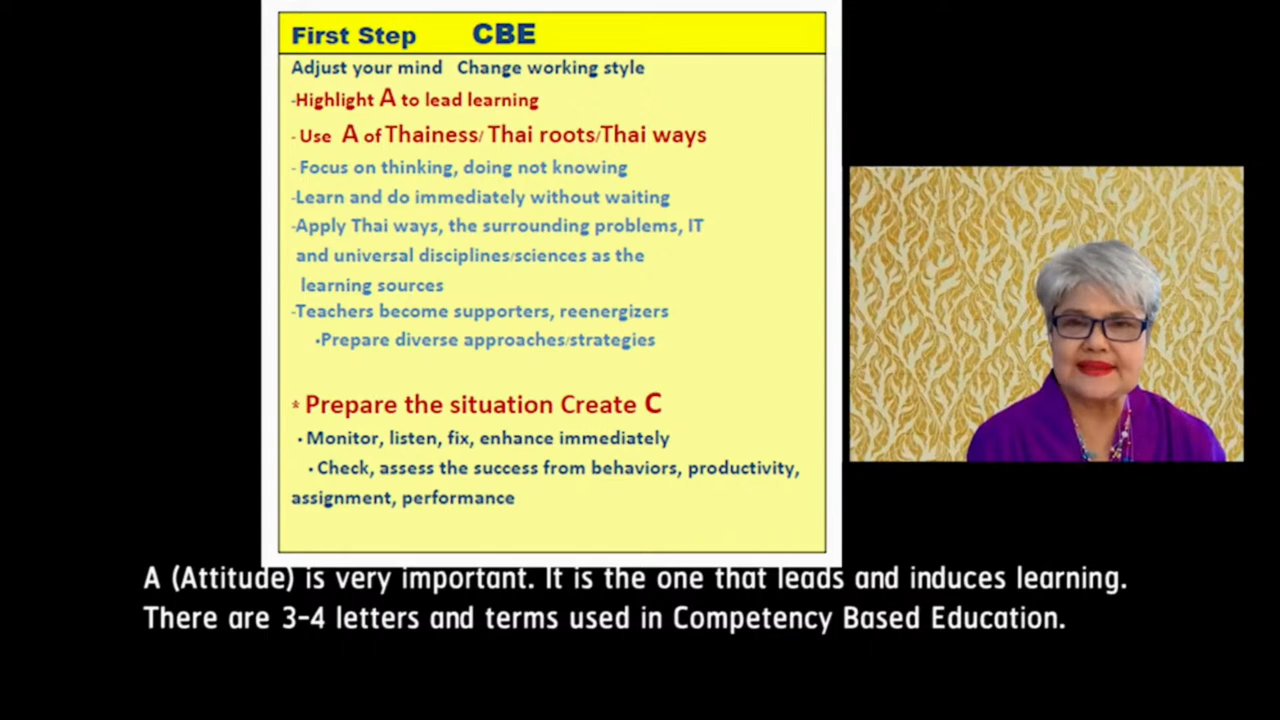 First Step CBE
Adjust your mind Change working style
-Highlight A to lead learning
- Use A of Thainess/ Thai roots/Thai ways
- Focus on thinking, doing not knowing
-Learn and do immediately without waiting
-Apply Thai ways, the surrounding problems, IT
and universal disciplines/sciences as the
learning sources
-Teachers become supporters, reenergizers
•Prepare diverse approaches/strategies
* Prepare the situation Create C
• Monitor, listen, fix, enhance immediately
• Check, assess the success from behaviors, productivity,
assignment, performance
A (Attitude) is very important. It is the one that leads and induces learning.
There are 3-4 letters and terms used in Competency Based Education.